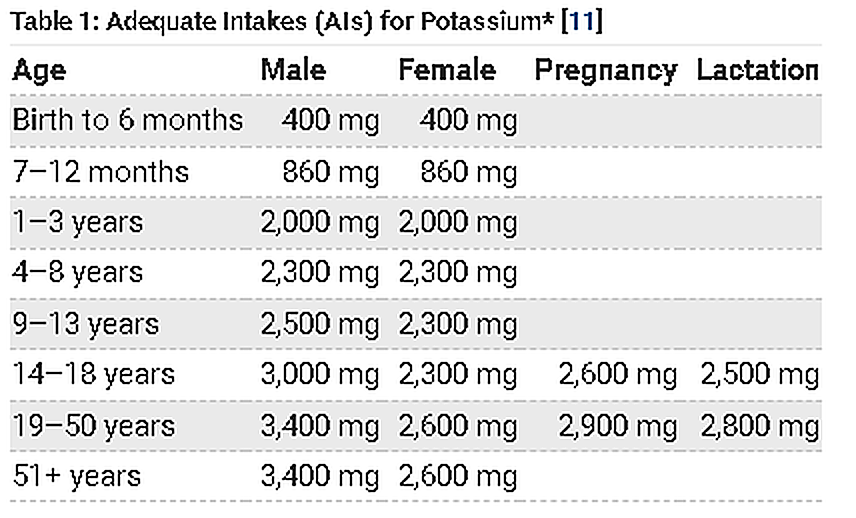 Table 1: Adequate Intakes (AIs) for Potassium* [11]
Age Male Female Pregnancy Lactation
Birth to 6 months 400 mg 400 mg
7–12 months 860 mg 860 mg
1–3 years 2,000 mg 2,000 mg
4–8 years 2,300 mg 2,300 mg
9–13 years 2,500 mg 2,300 mg
14–18 years 3,000 mg 2,300 mg 2,600 mg 2,500 mg
19–50 years 3,400 mg 2,600 mg 2,900 mg 2,800 mg
51+ years 3,400 mg 2,600 mg